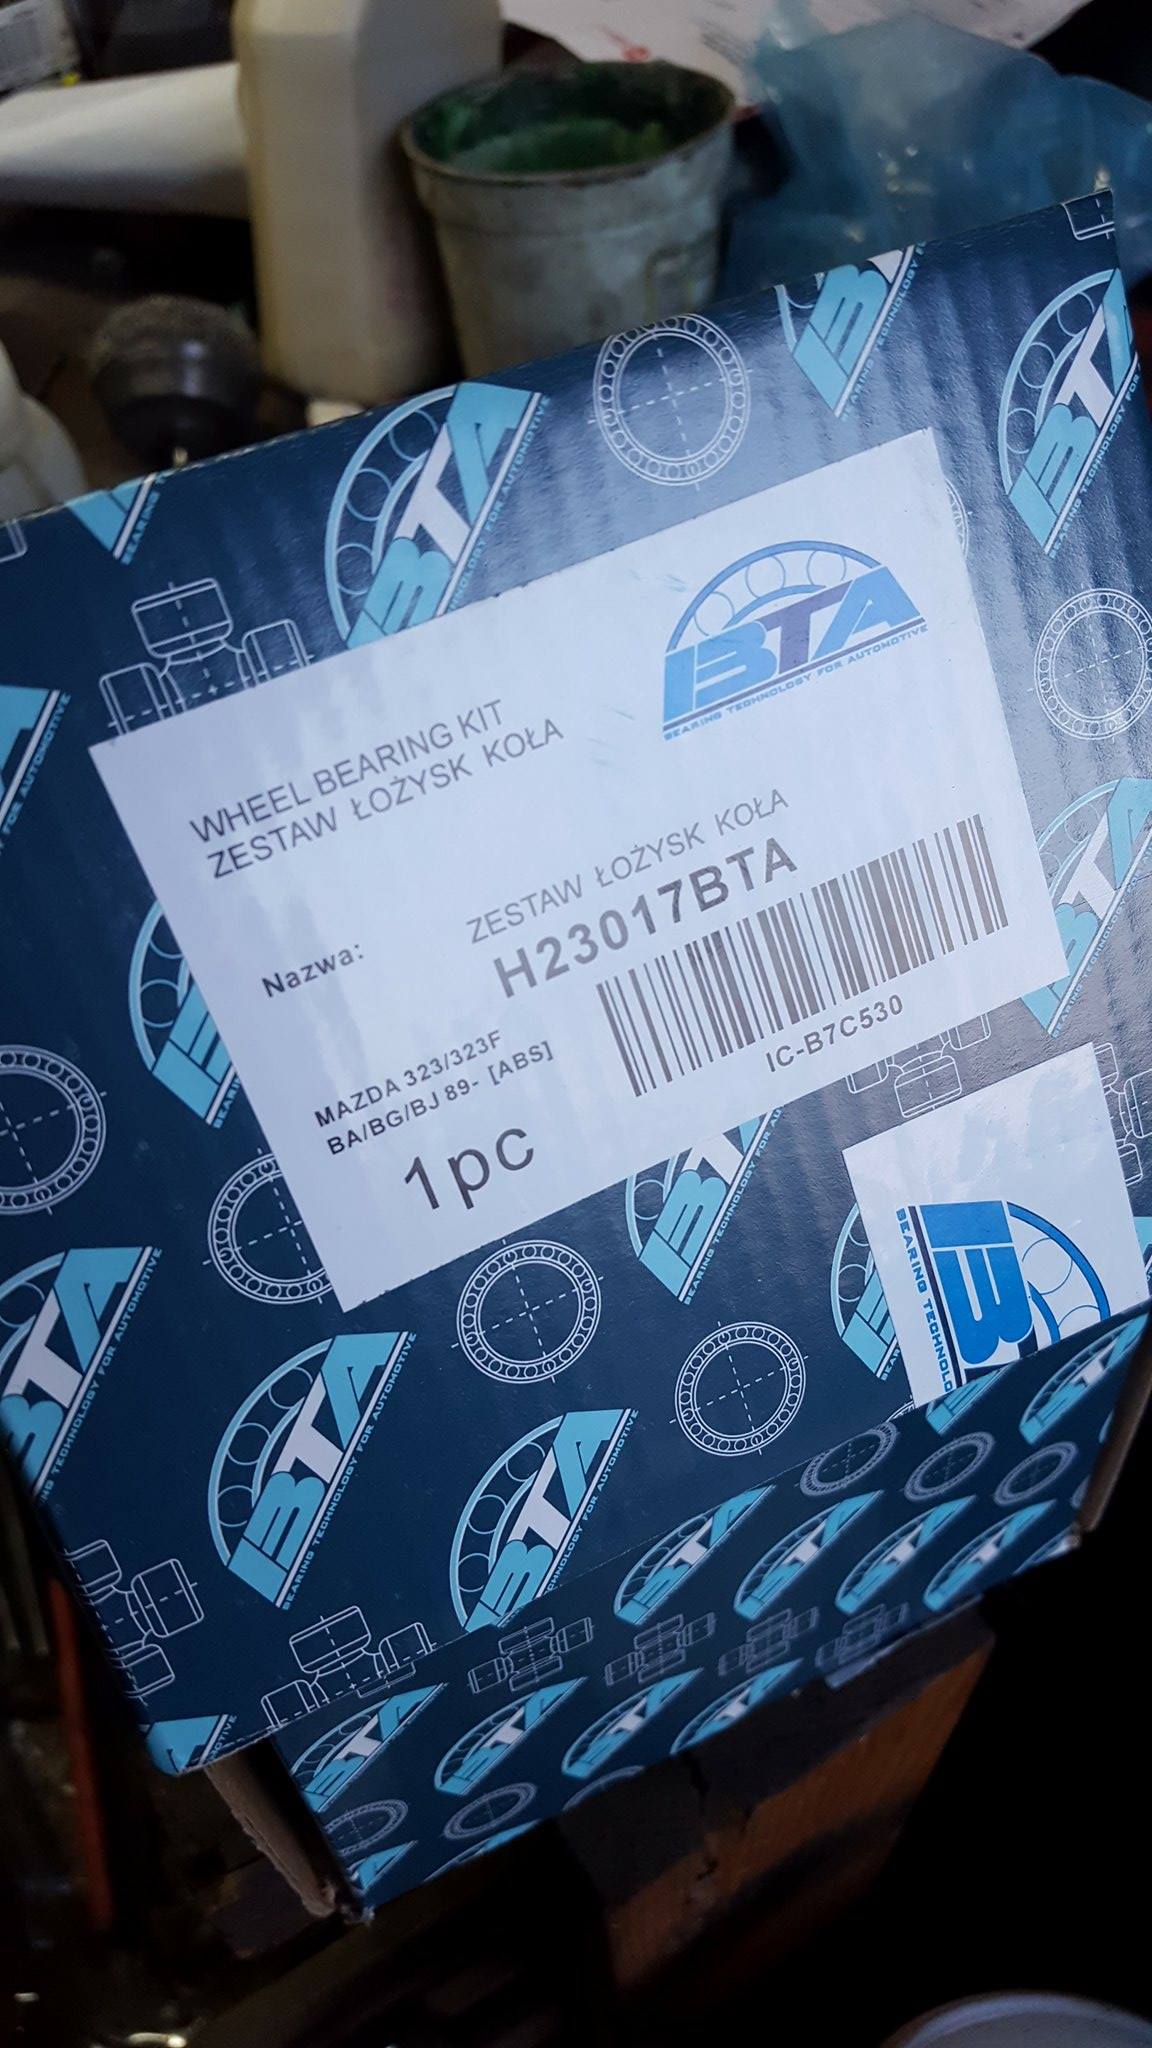 BTA
BEARING TECHNOLOGY FOR AUTOMOTIVE
WHEEL BEARING KIT
ZESTAW ŁOŻYSK KOŁA
ZESTAW ŁOŻYSK KOŁA
Nazwa:
H23017BTA
MAZDA 323/323F
BA/BG/BJ 89- [ABS]
IC-B7C530
1pc